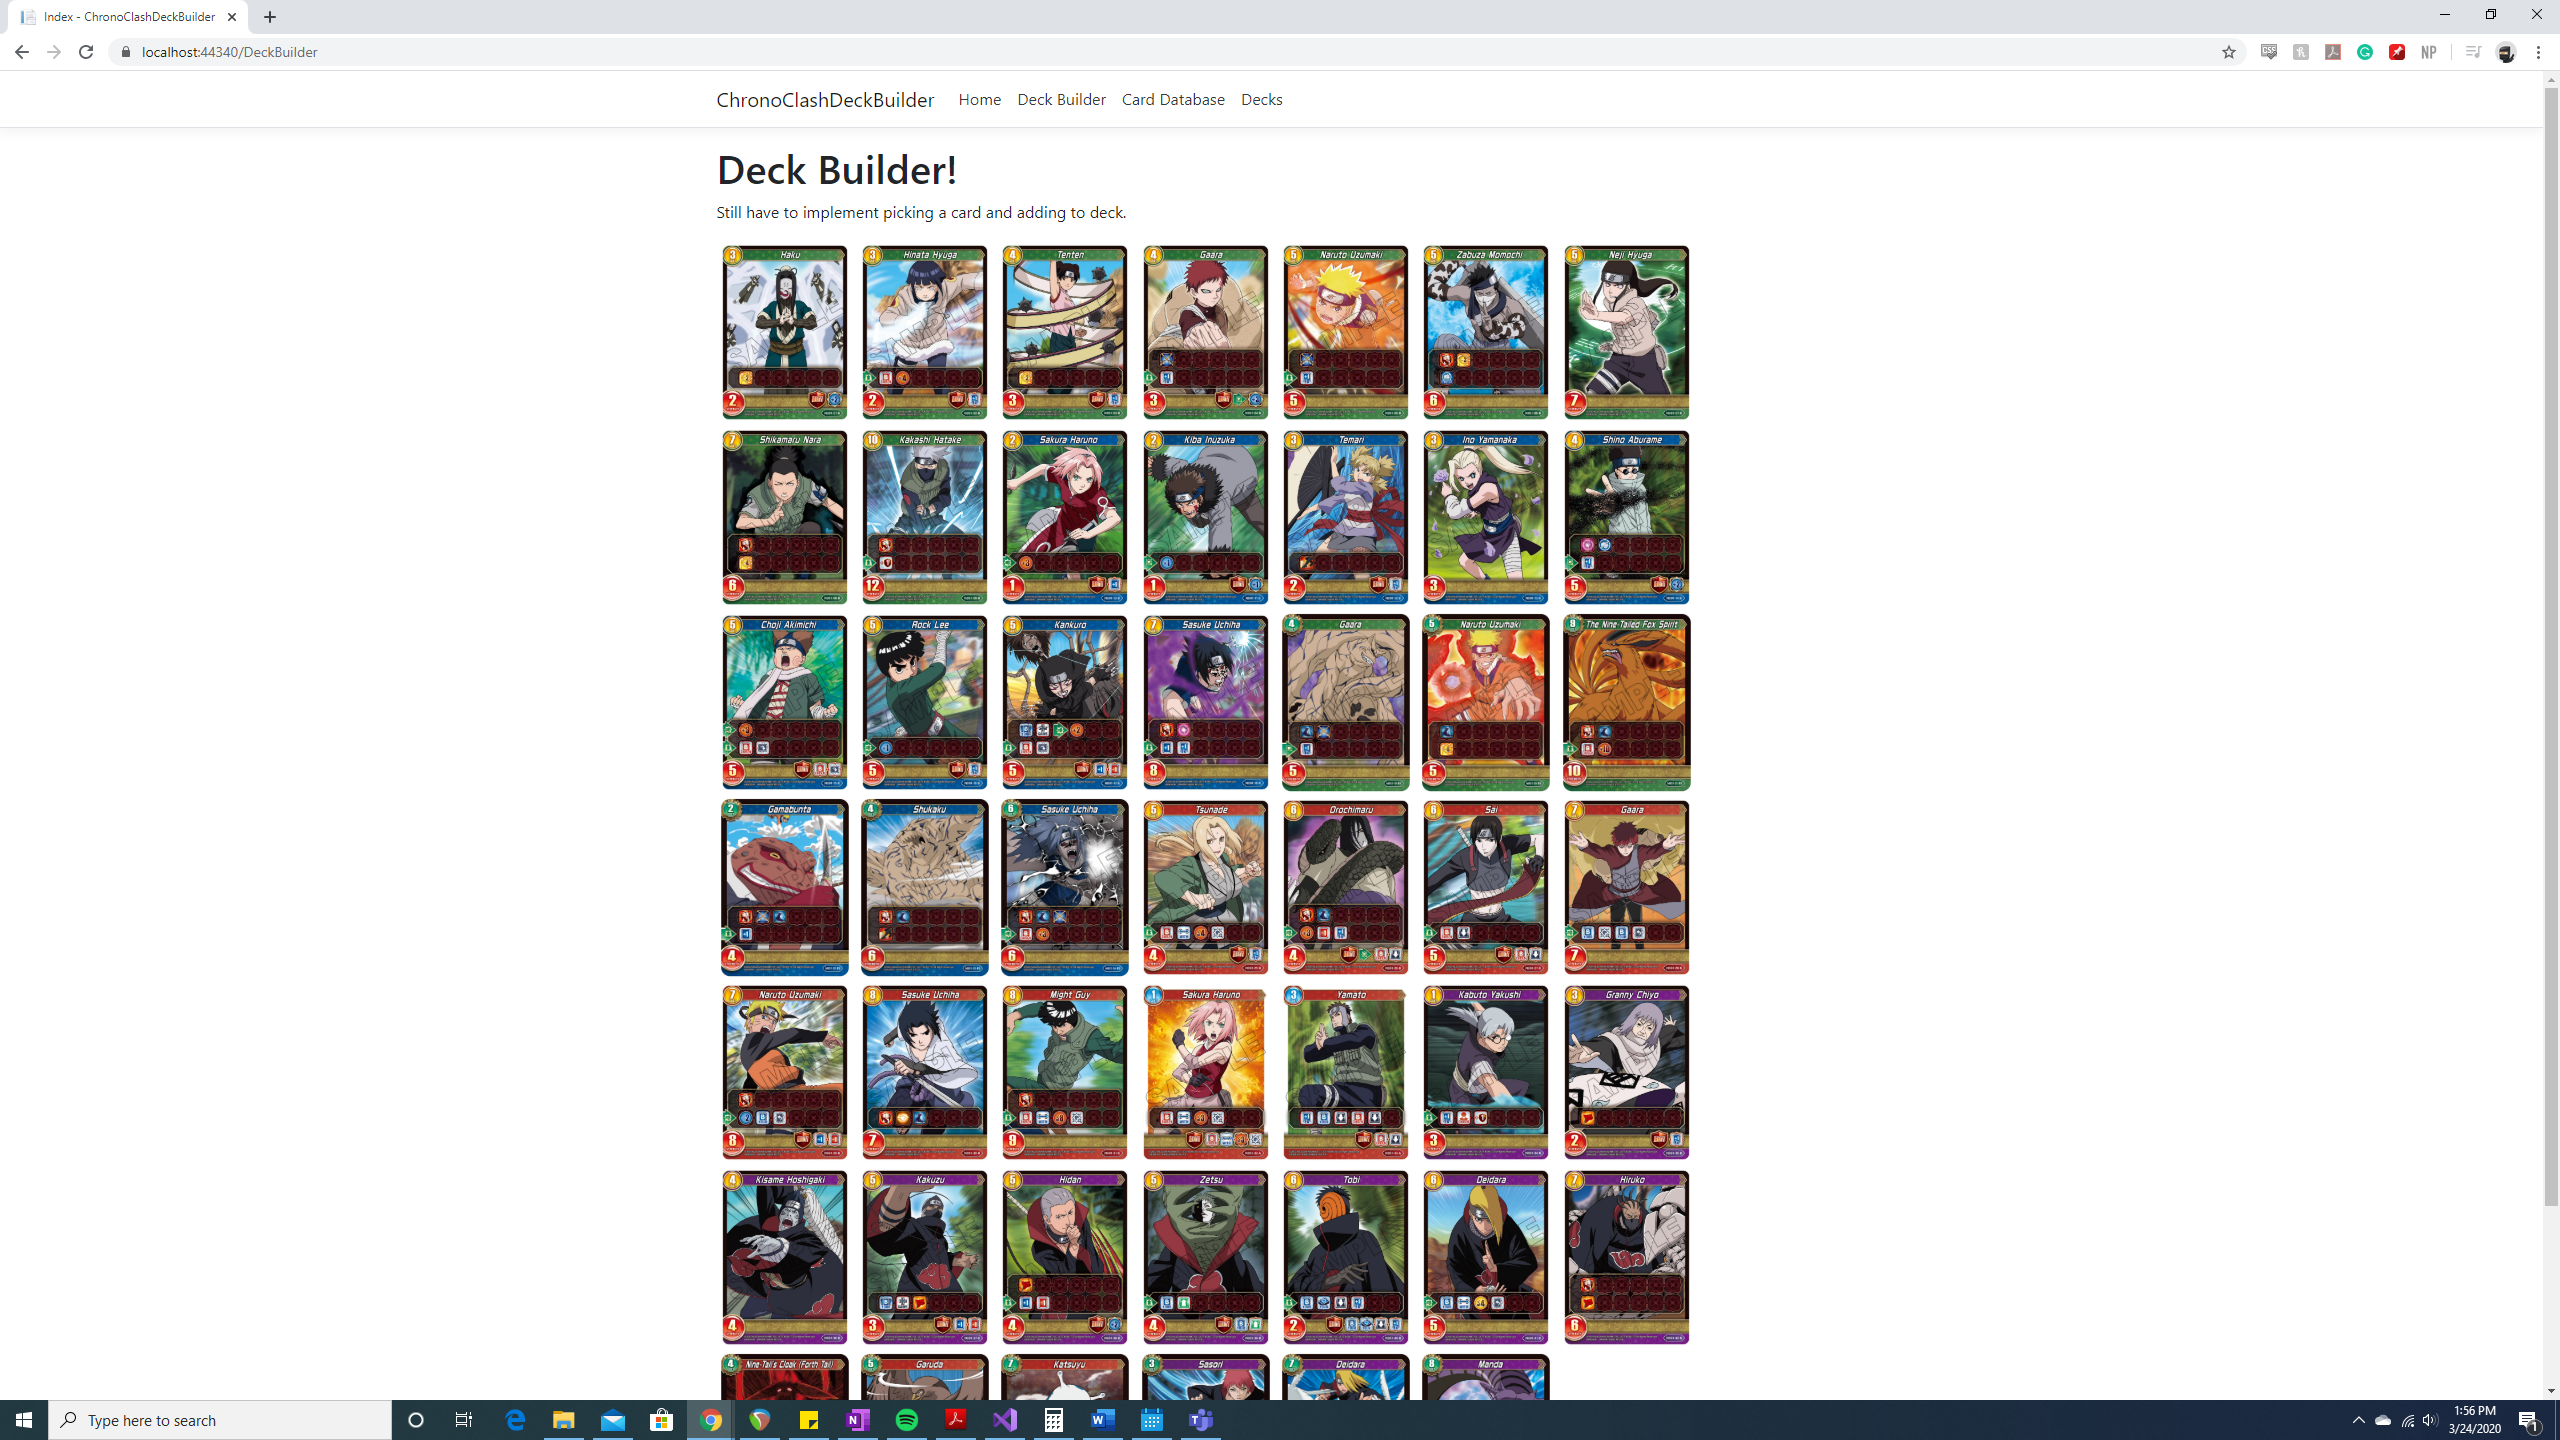 Index - ChronoClashDeckBuilder
localhost:44340/DeckBuilder
NP
ChronoClashDeckBuilder Home Deck Builder Card Database Decks
Deck Builder!
Still have to implement picking a card and adding to deck.
3 Haku 3 Hinata Hyuga 4 Tenten 4 Gaara 5 Naruto Uzumaki 5 Zabuza Momochi 5 Neji Hyuga
2 2 3 3 5 6 7
7 Shikamaru Nara 10 Kakashi Hatake 2 Sakura Haruno 2 Kiba Inuzuka 3 Temari 3 Ino Yamanaka 4 Shino Aburame
6 12 1 1 2 3 5
5 Choji Akimichi 5 Rock Lee 5 Kankuro 7 Sasuke Uchiha 4 Gaara 5 Naruto Uzumaki 9 The Nine-Tailed Fox Spirit
5 5 5 8 5 5 10
2 Gamabunta 4 Shukaku 6 Sasuke Uchiha 5 Tsunade 6 Orochimaru 6 Sai 7 Gaara
4 6 6 4 4 5 7
7 Naruto Uzumaki 8 Sasuke Uchiha 8 Might Guy 1 Sakura Haruno 3 Yamato 1 Kabuto Yakushi 3 Granny Chiyo
8 7 9 3 2
4 Kisame Hoshigaki 5 Kakuzu 5 Hidan 5 Zetsu 6 Tobi 6 Deidara 7 Hiruko
4 3 4 4 2 5 6
4 Nine-Tail's Cloak (Forth Tail) 5 Garuda 7 Katsuyu 3 Sasori 7 Deidara 8 Manda
Type here to search
1:56 PM
3/24/2020